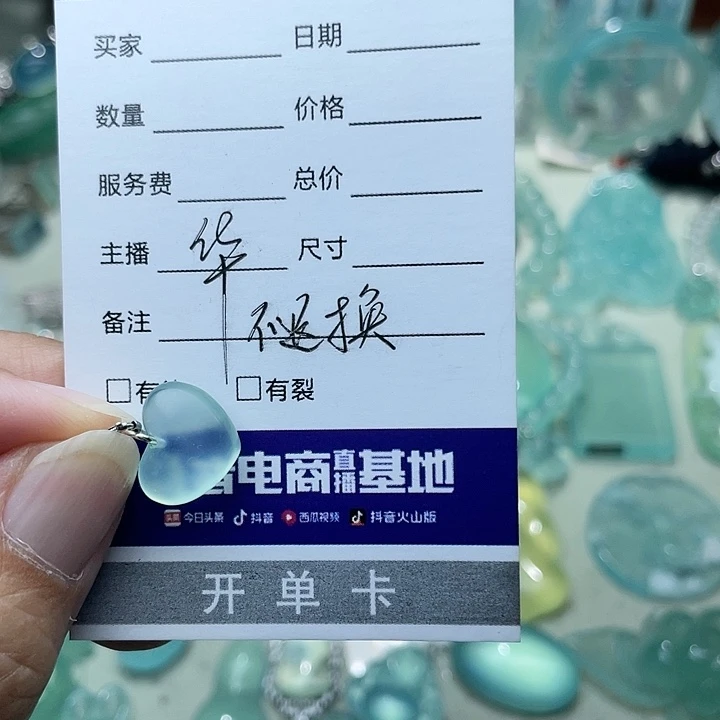 买家 日期
数量 价格
服务费 总价
主播 华 尺寸
备注 不退换
□有 □有裂
电商直播基地
今日头条 抖音 西瓜视频 抖音火山版
开单卡